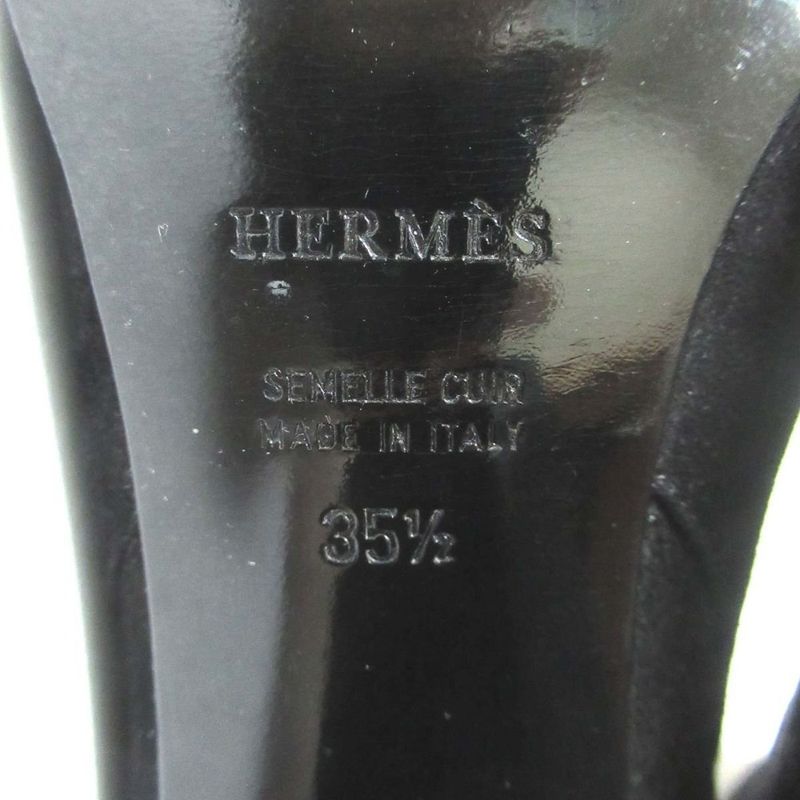 HERMÈS
SEMELLE CUIR
MADE IN ITALY
35½